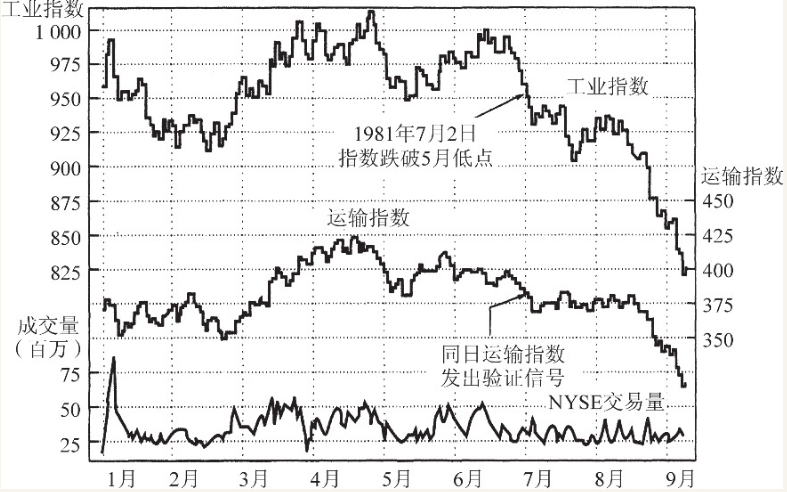 工业指数
1 000
975
950
925
900
875
850
825
工业指数
1981年7月2日
指数跌破5月低点
运输指数
运输指数
450
425
400
375
350
成交量
（百万）
75
50
25
同日运输指数
发出验证信号
NYSE交易量
1月 2月 3月 4月 5月 6月 7月 8月 9月